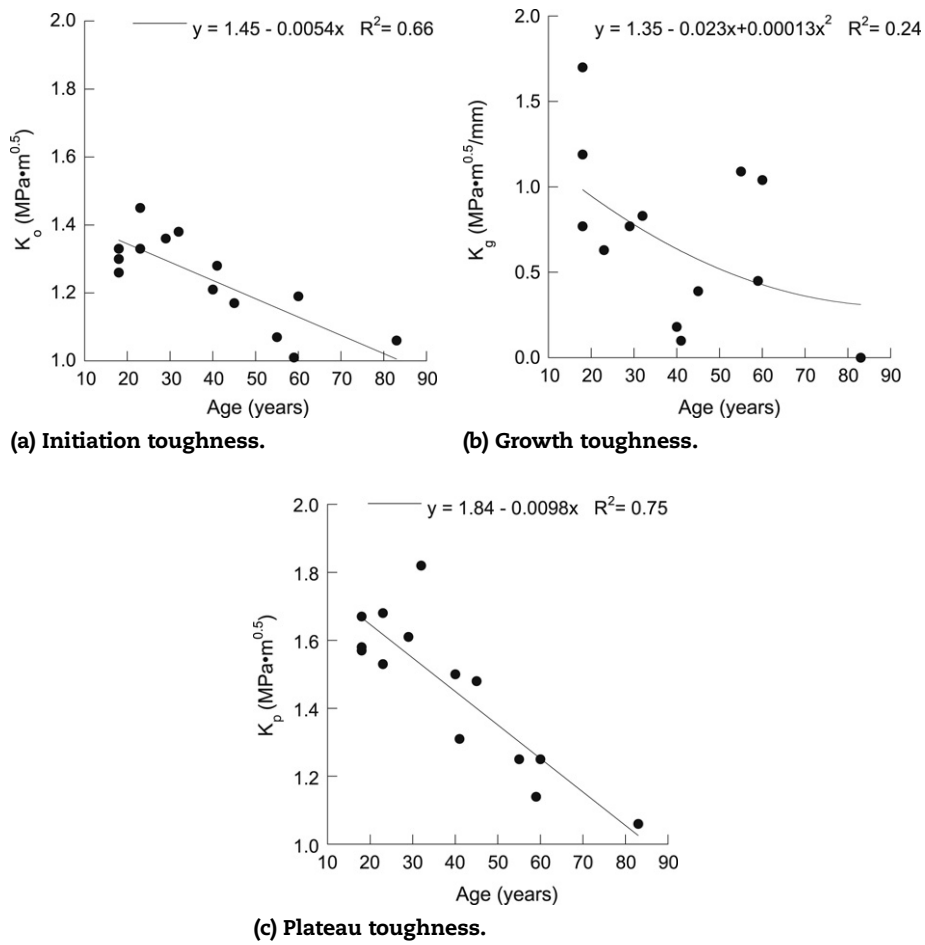 y = 1.45 - 0.0054x R² = 0.66
2.0
1.8
1.6
1.4
1.2
1.0
K₀ (MPa•m⁰·⁵)
10 20 30 40 50 60 70 80 90
Age (years)
(a) Initiation toughness.
y = 1.35 - 0.023x+0.00013x² R² = 0.24
2.0
1.5
1.0
0.5
0.0
K_g (MPa•m⁰·⁵/mm)
10 20 30 40 50 60 70 80 90
Age (years)
(b) Growth toughness.
y = 1.84 - 0.0098x R²= 0.75
2.0
1.8
1.6
1.4
1.2
1.0
K_p (MPa•m⁰·⁵)
10 20 30 40 50 60 70 80 90
Age (years)
(c) Plateau toughness.